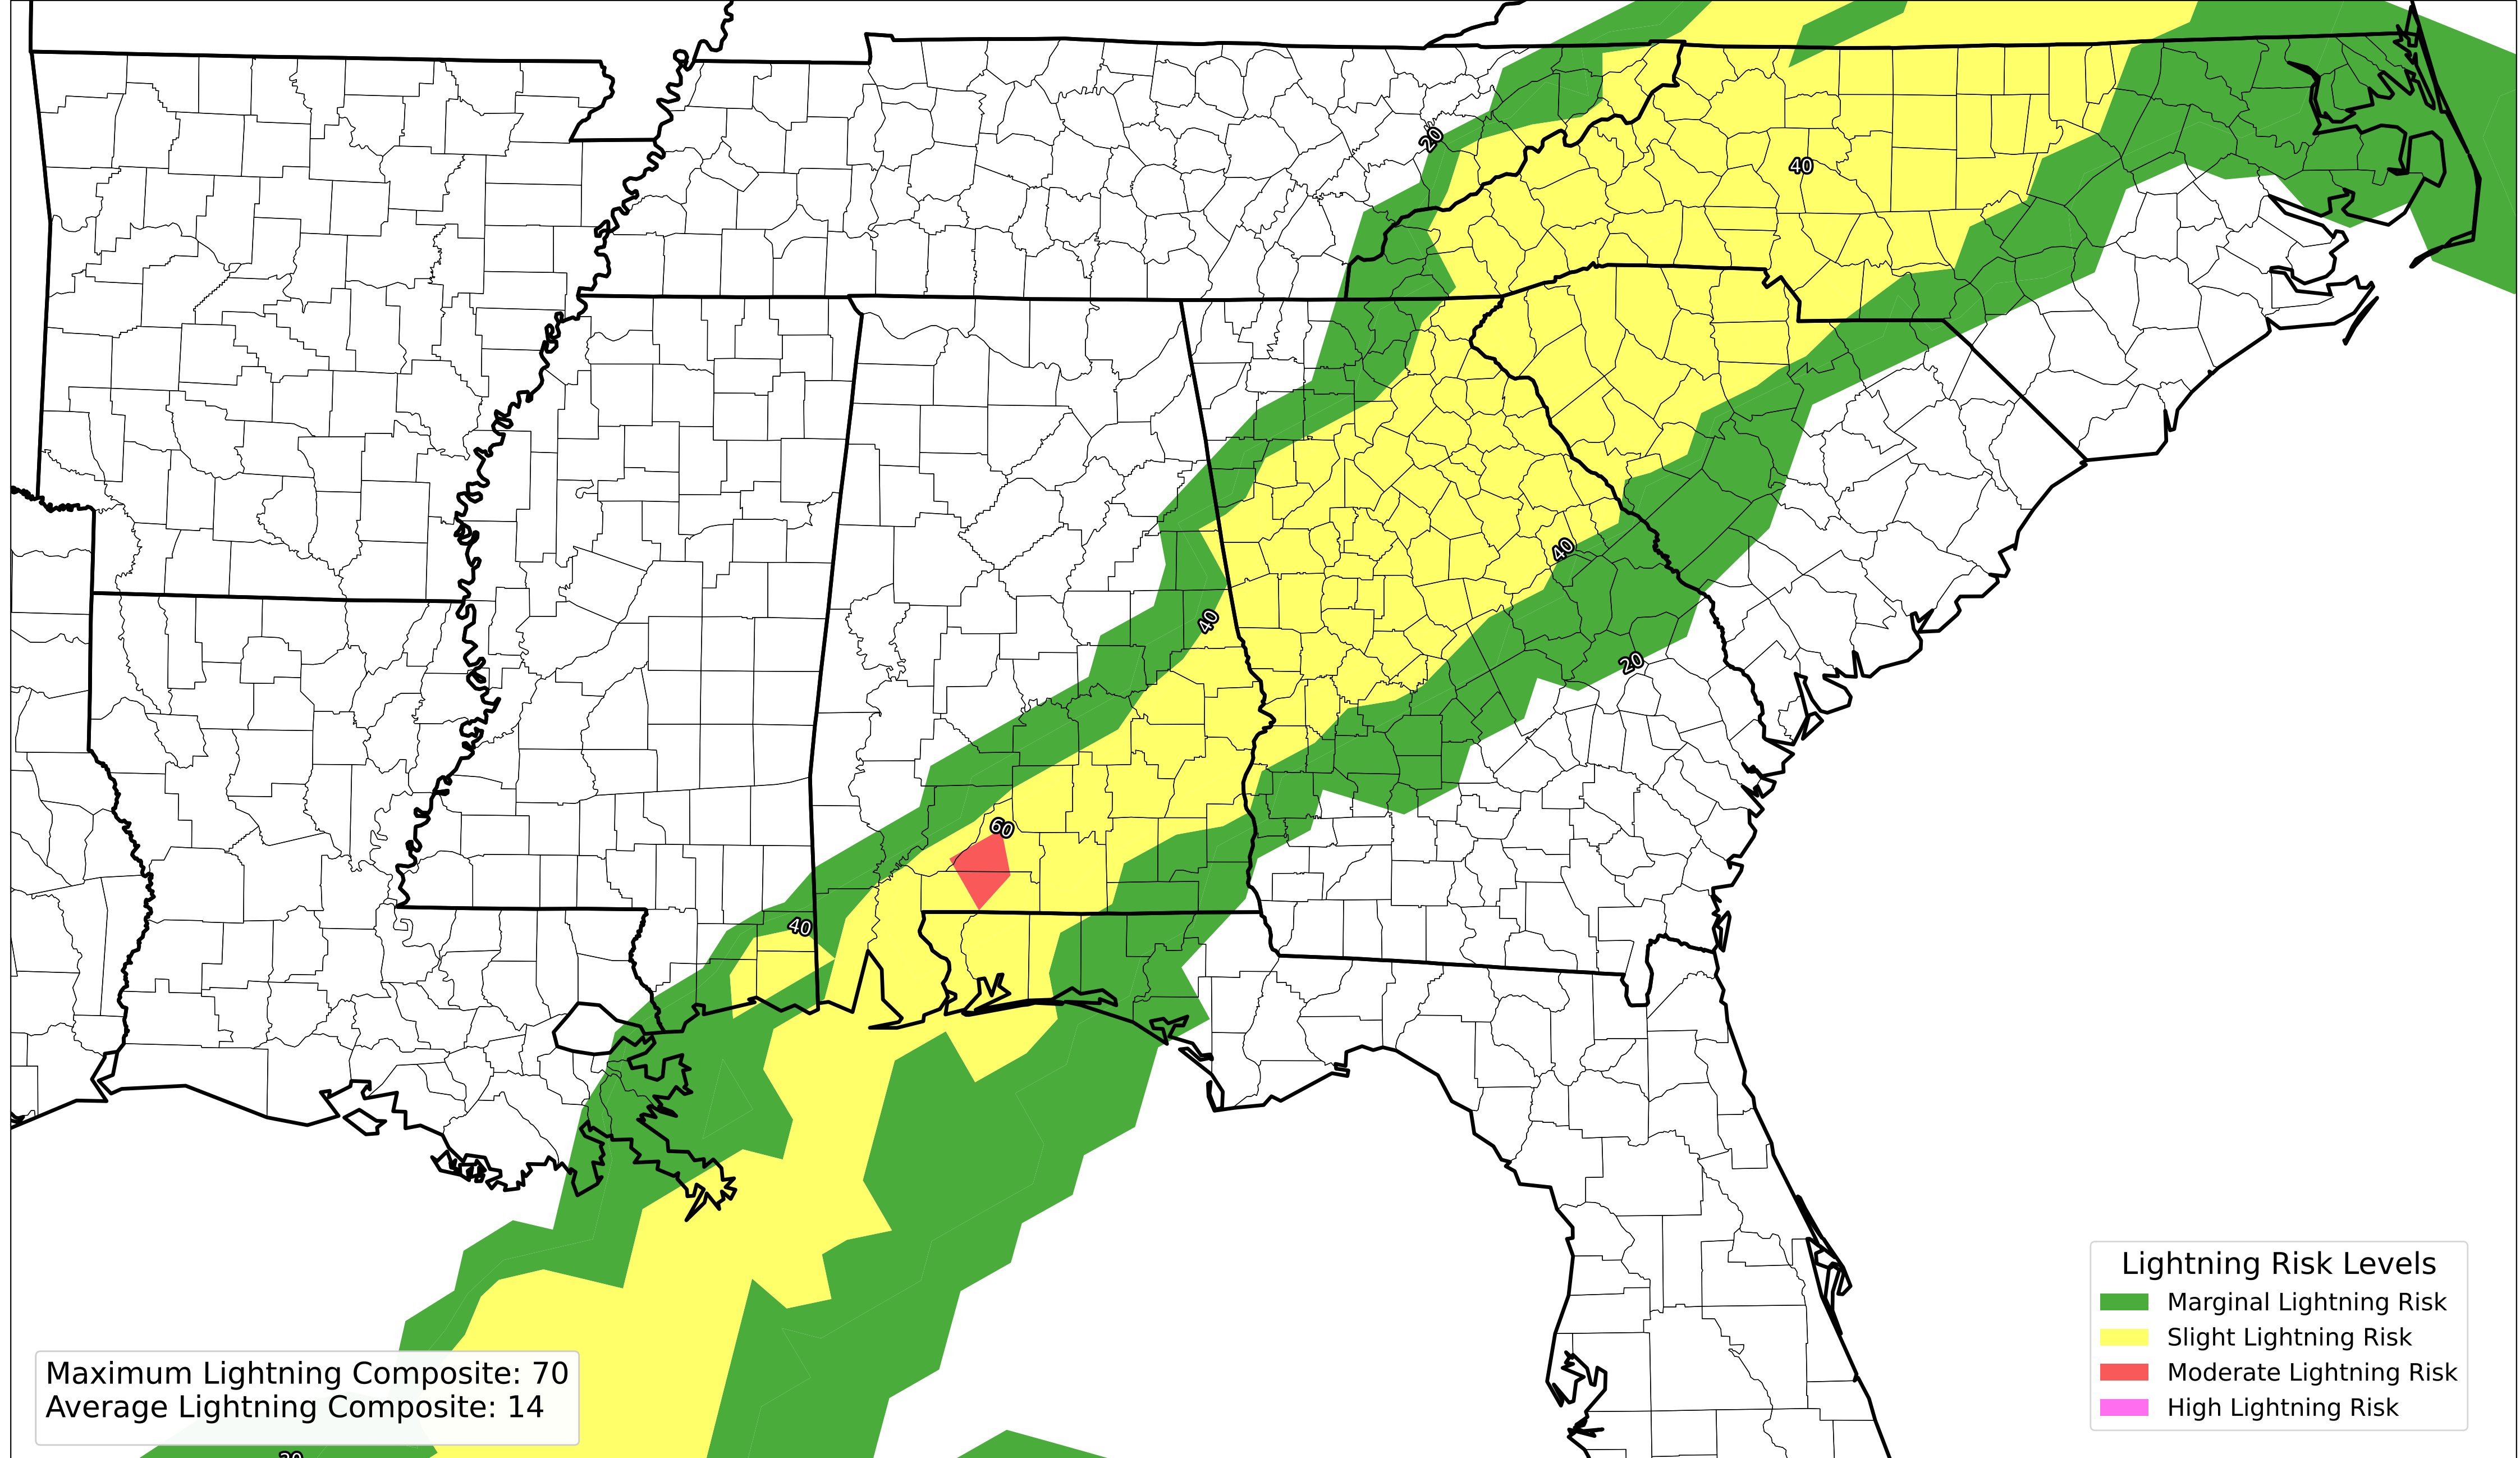 20
40
40
40
20
60
40
Lightning Risk Levels
Marginal Lightning Risk
Slight Lightning Risk
Moderate Lightning Risk
High Lightning Risk
Maximum Lightning Composite: 70
Average Lightning Composite: 14